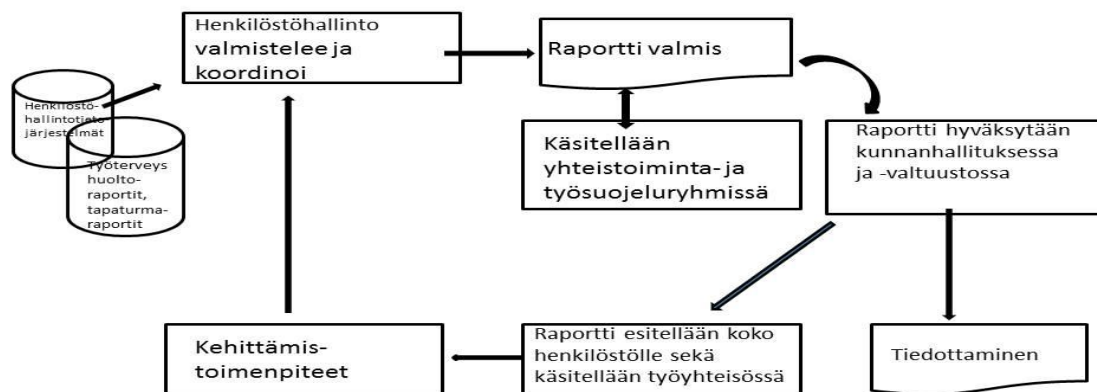 Henkilöstöhallinto
valmistelee ja
koordinoi
Raportti valmis
Henkilöstö-
hallintotieto
järjestelmät
Työterveys
huolto-
raportit,
tapaturma-
raportit
Käsitellään
yhteistoiminta- ja
työsuojeluryhmissä
Raportti hyväksytään
kunnanhallituksessa
ja -valtuustossa
Kehittämis-
toimenpiteet
Raportti esitellään koko
henkilöstölle sekä
käsitellään työyhteisössä
Tiedottaminen